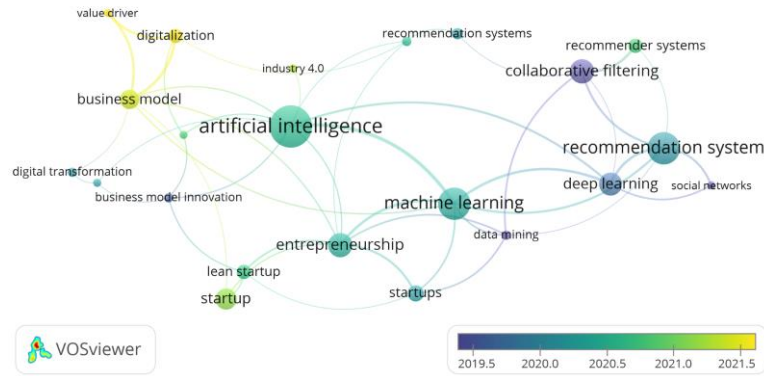 value driver
digitalization
recommendation systems
recommender systems
industry 4.0
collaborative filtering
business model
artificial intelligence
recommendation system
digital transformation
deep learning
social networks
business model innovation
machine learning
data mining
entrepreneurship
lean startup
startups
startup
VOSviewer
2019.5 2020.0 2020.5 2021.0 2021.5